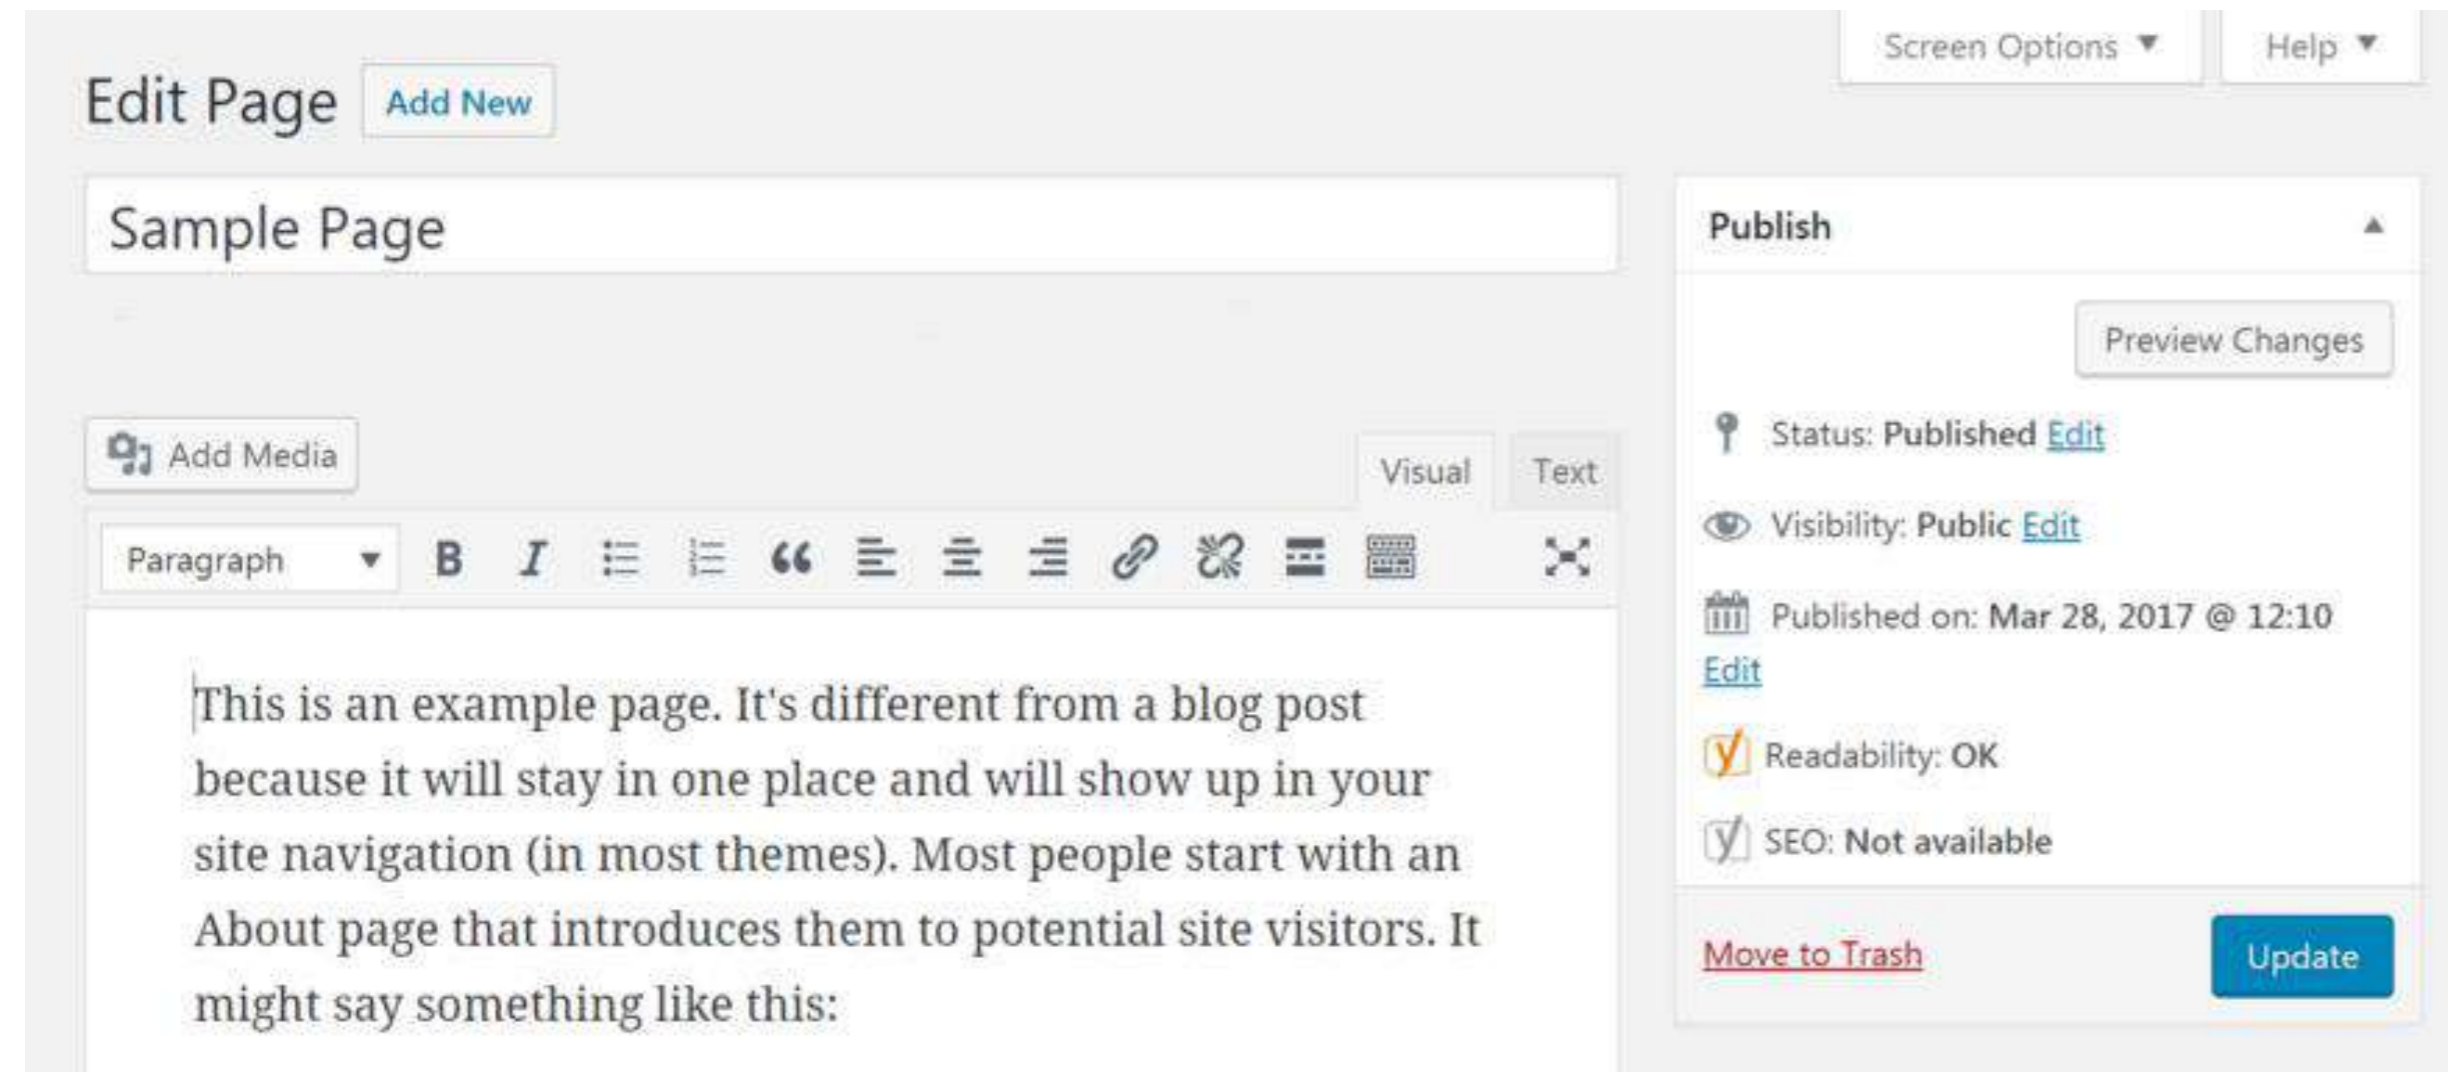 Screen Options
Help
Edit Page
Add New
Sample Page
Add Media
Visual
Text
Paragraph
B
I
This is an example page. It's different from a blog post
because it will stay in one place and will show up in your
site navigation (in most themes). Most people start with an
About page that introduces them to potential site visitors. It
might say something like this:
Publish
Preview Changes
Status: Published Edit
Visibility: Public Edit
Published on: Mar 28, 2017 @ 12:10
Edit
Readability: OK
SEO: Not available
Move to Trash
Update